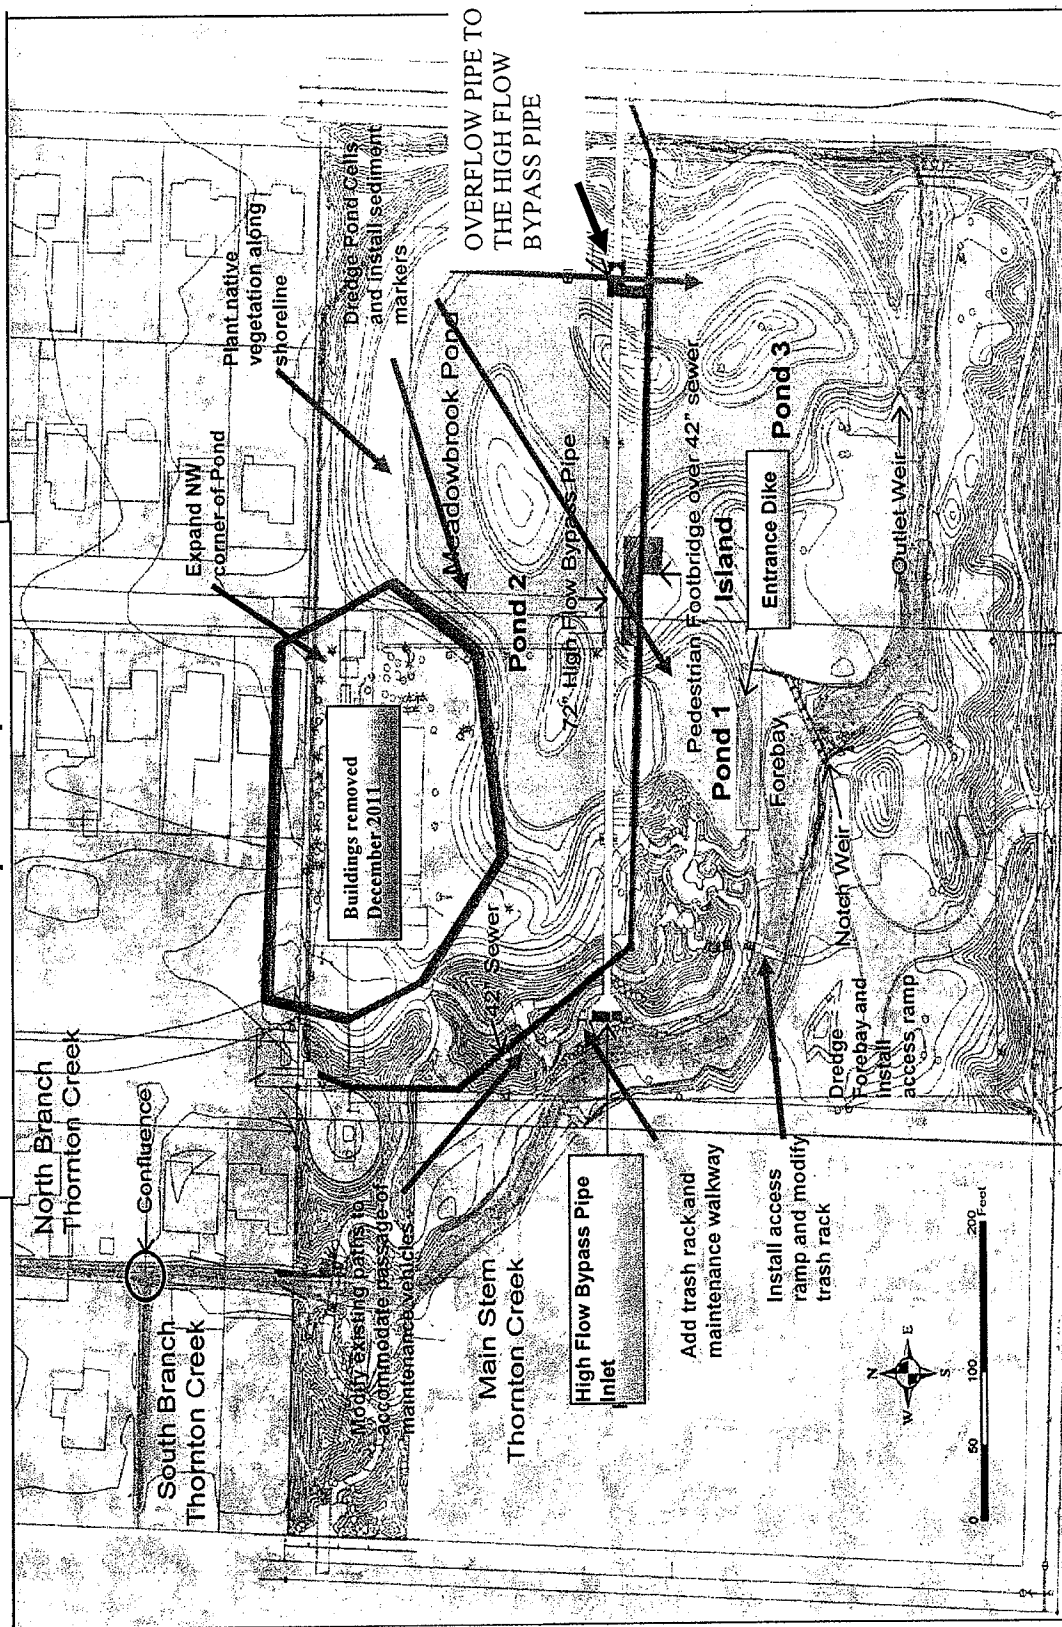 North Branch
Thornton Creek
Confluence
South Branch
Thornton Creek
Expand NW
corner of Pond
Plant native
vegetation along
shoreline
Dredge Pond Cells
and install sediment
markers
OVERFLOW PIPE TO
THE HIGH FLOW
BYPASS PIPE
Buildings removed
December 2011
Meadowbrook Pond
Pond 2
72" High Flow Bypass Pipe
42" Sewer
Modify existing paths to
accommodate passage of
maintenance vehicles
Main Stem
Thornton Creek
High Flow Bypass Pipe
Inlet
Add trash rack and
maintenance walkway
Install access
ramp and modify
trash rack
Pedestrian Footbridge over 42" sewer
Island
Pond 1
Pond 3
Entrance Dike
Forebay
Notch Weir
Outlet Weir
Dredge
Forebay and
Install
access ramp
N
W
E
S
0 50 100 200
Feet